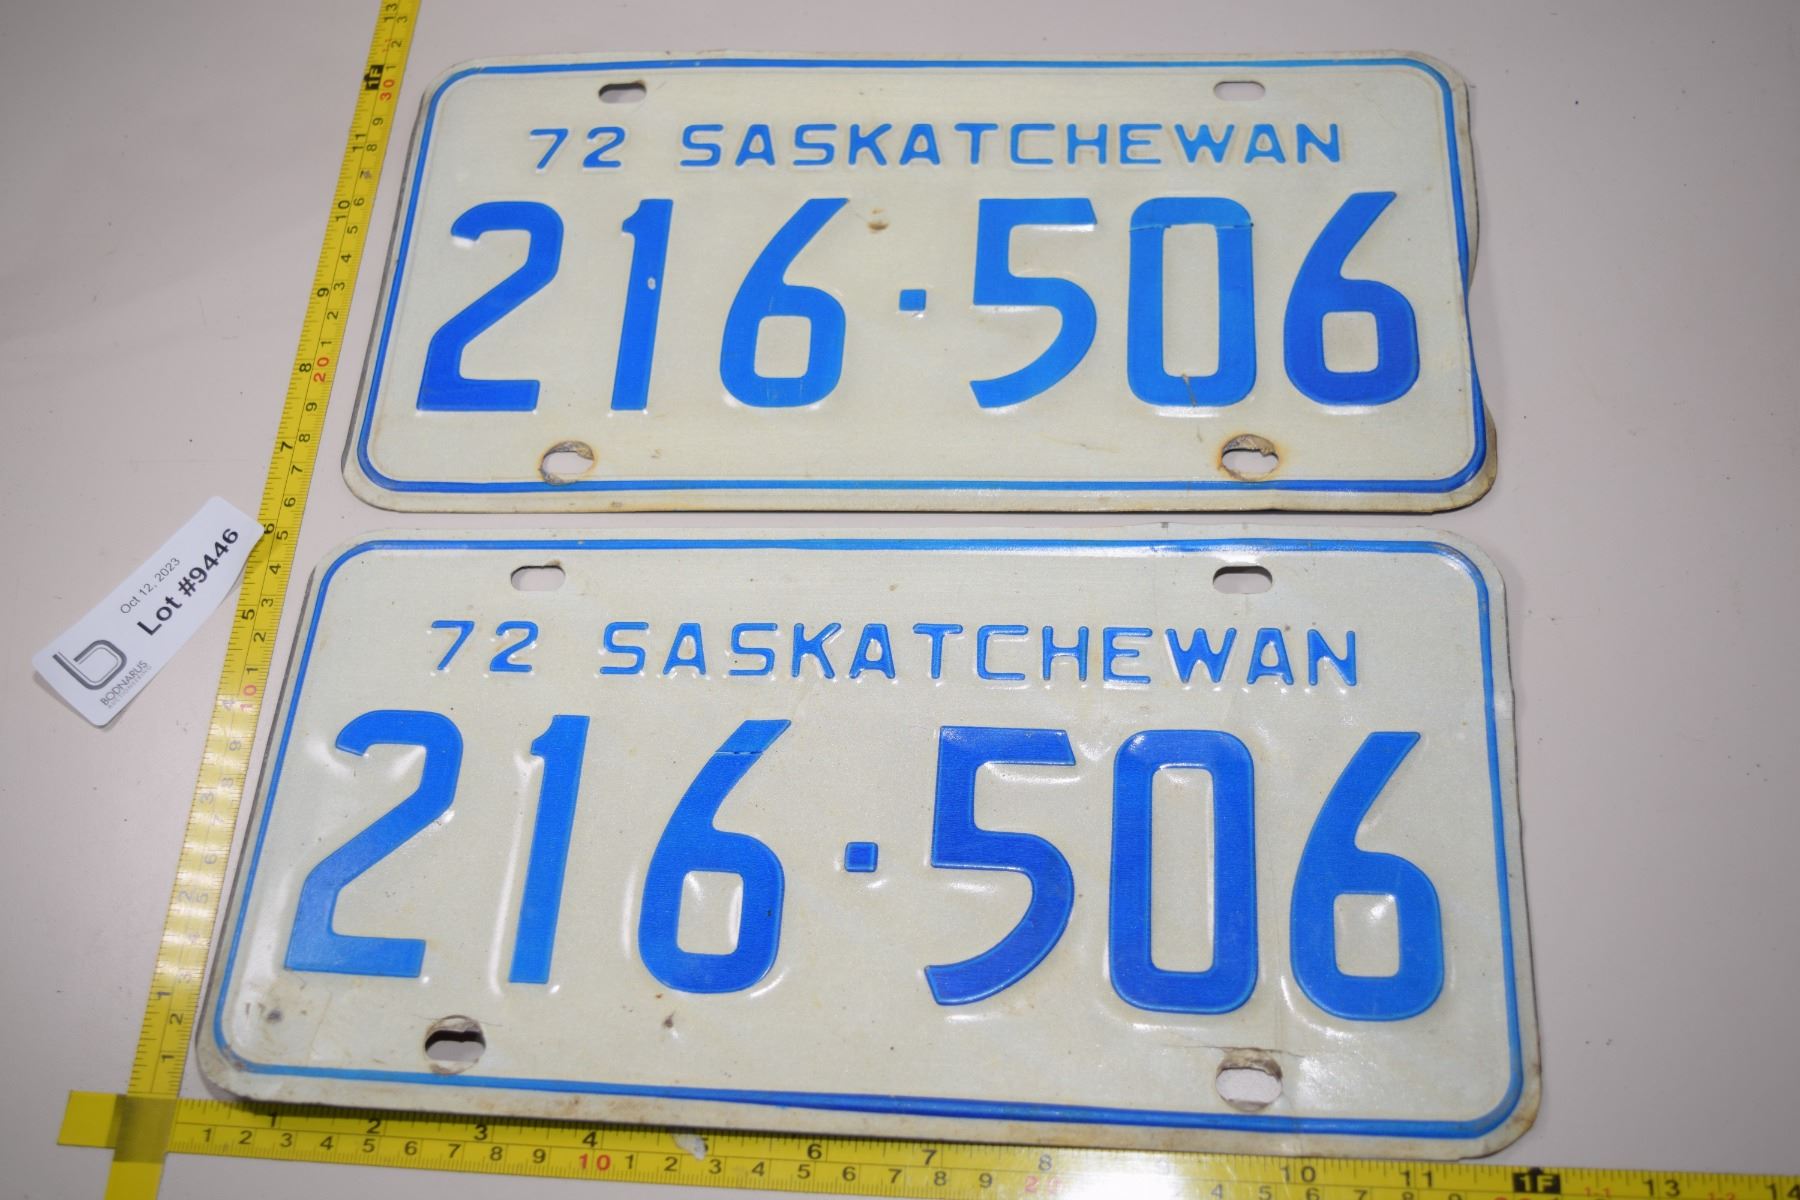 72 SASKATCHEWAN
216·506
72 SASKATCHEWAN
216·506
Oct 12, 2023
Lot #9446
BODNARUS